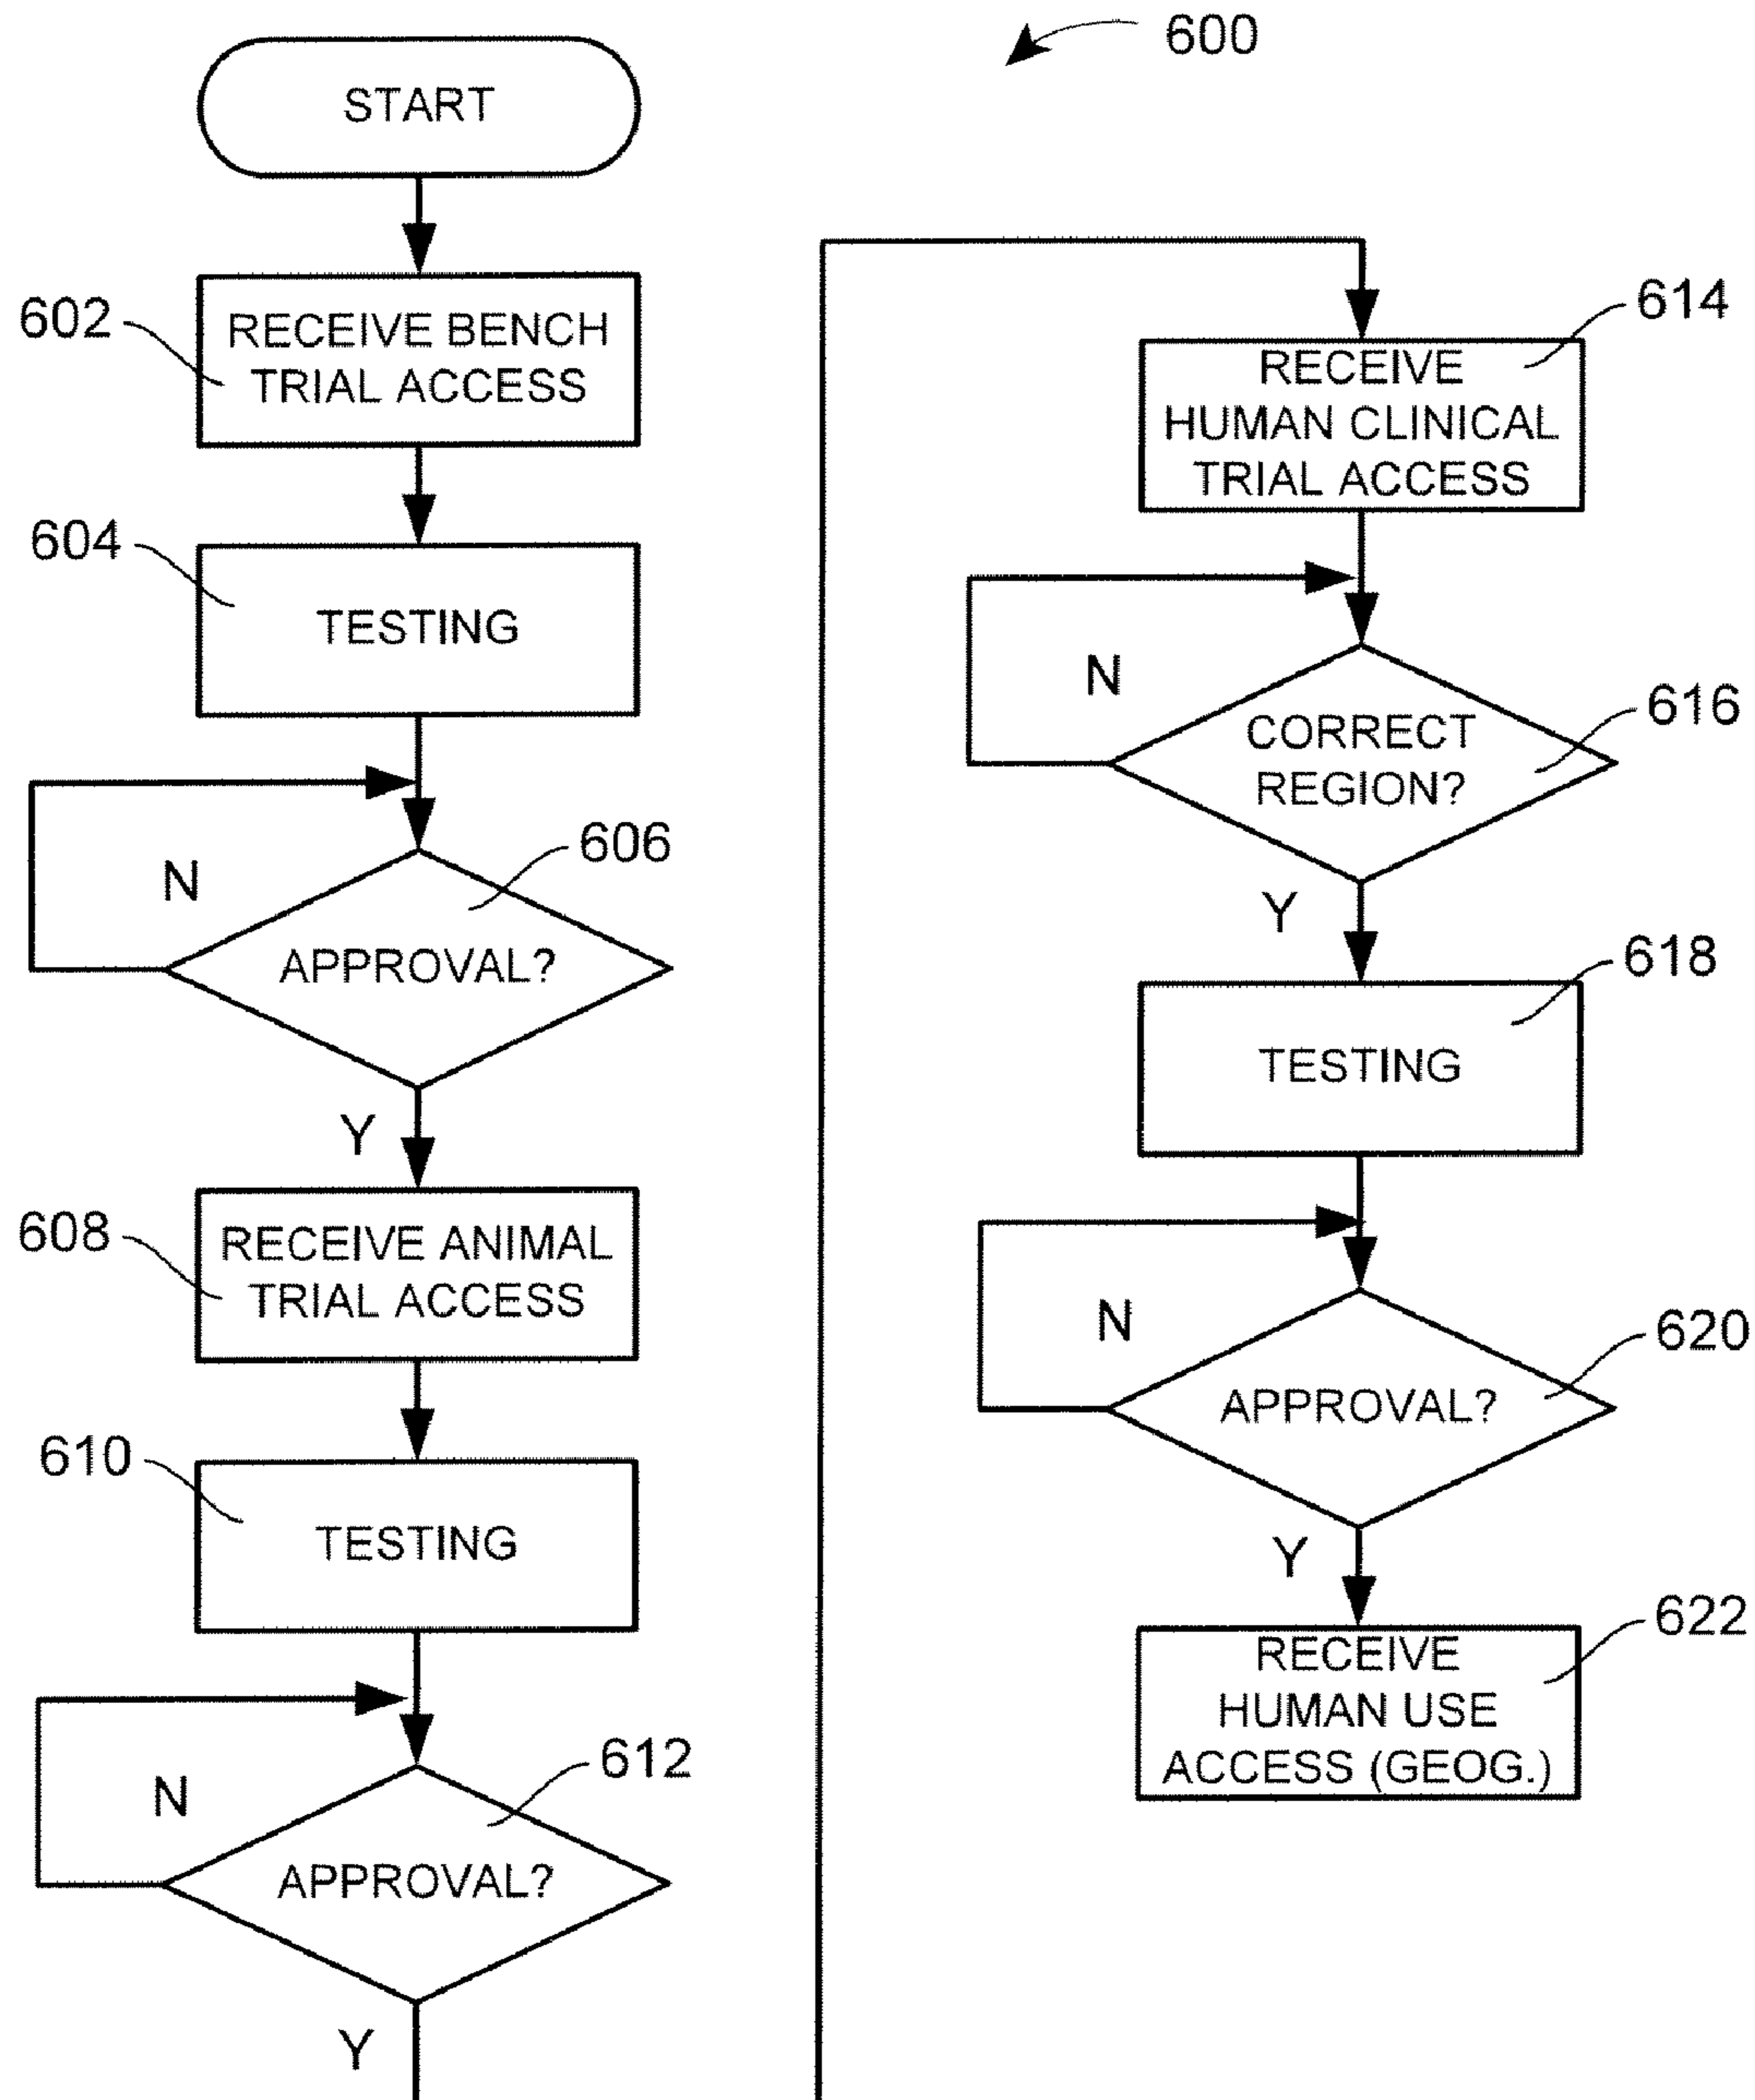 600
START
602
RECEIVE BENCH
TRIAL ACCESS
604
TESTING
606
N
APPROVAL?
Y
608
RECEIVE ANIMAL
TRIAL ACCESS
610
TESTING
612
N
APPROVAL?
Y
614
RECEIVE
HUMAN CLINICAL
TRIAL ACCESS
N
616
CORRECT
REGION?
Y
618
TESTING
N
620
APPROVAL?
Y
622
RECEIVE
HUMAN USE
ACCESS (GEOG.)